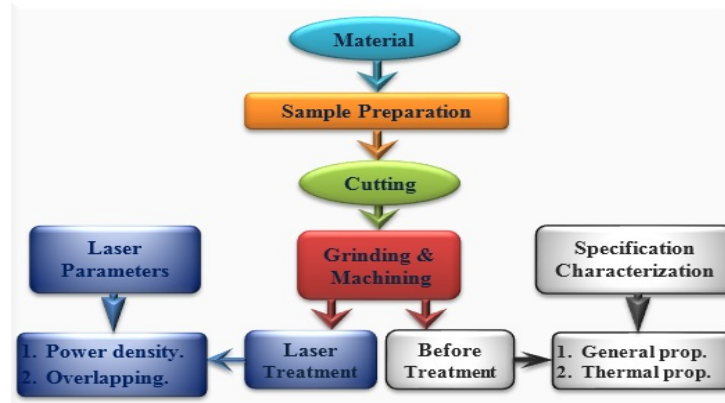 Material
Sample Preparation
Cutting
Laser
Parameters
Grinding &
Machining
Specification
Characterization
1. Power density.
2. Overlapping.
Laser
Treatment
Before
Treatment
1. General prop.
2. Thermal prop.